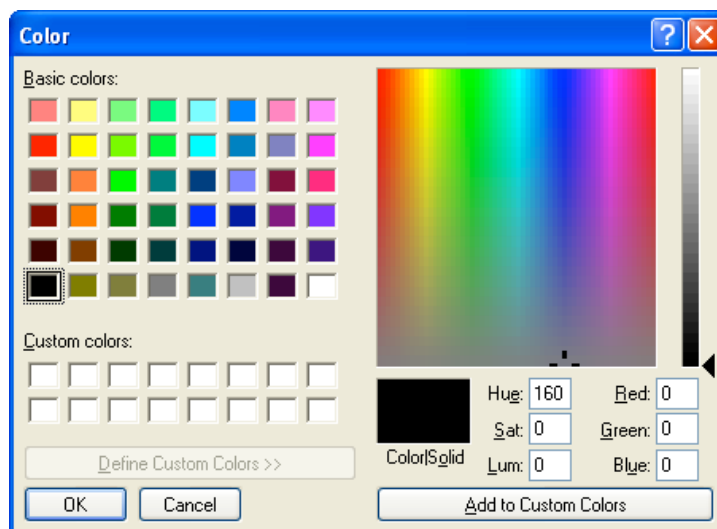 Color
Basic colors:
Custom colors:
Define Custom Colors >>
OK Cancel
Color|Solid
Hue: 160 Red: 0
Sat: 0 Green: 0
Lum: 0 Blue: 0
Add to Custom Colors